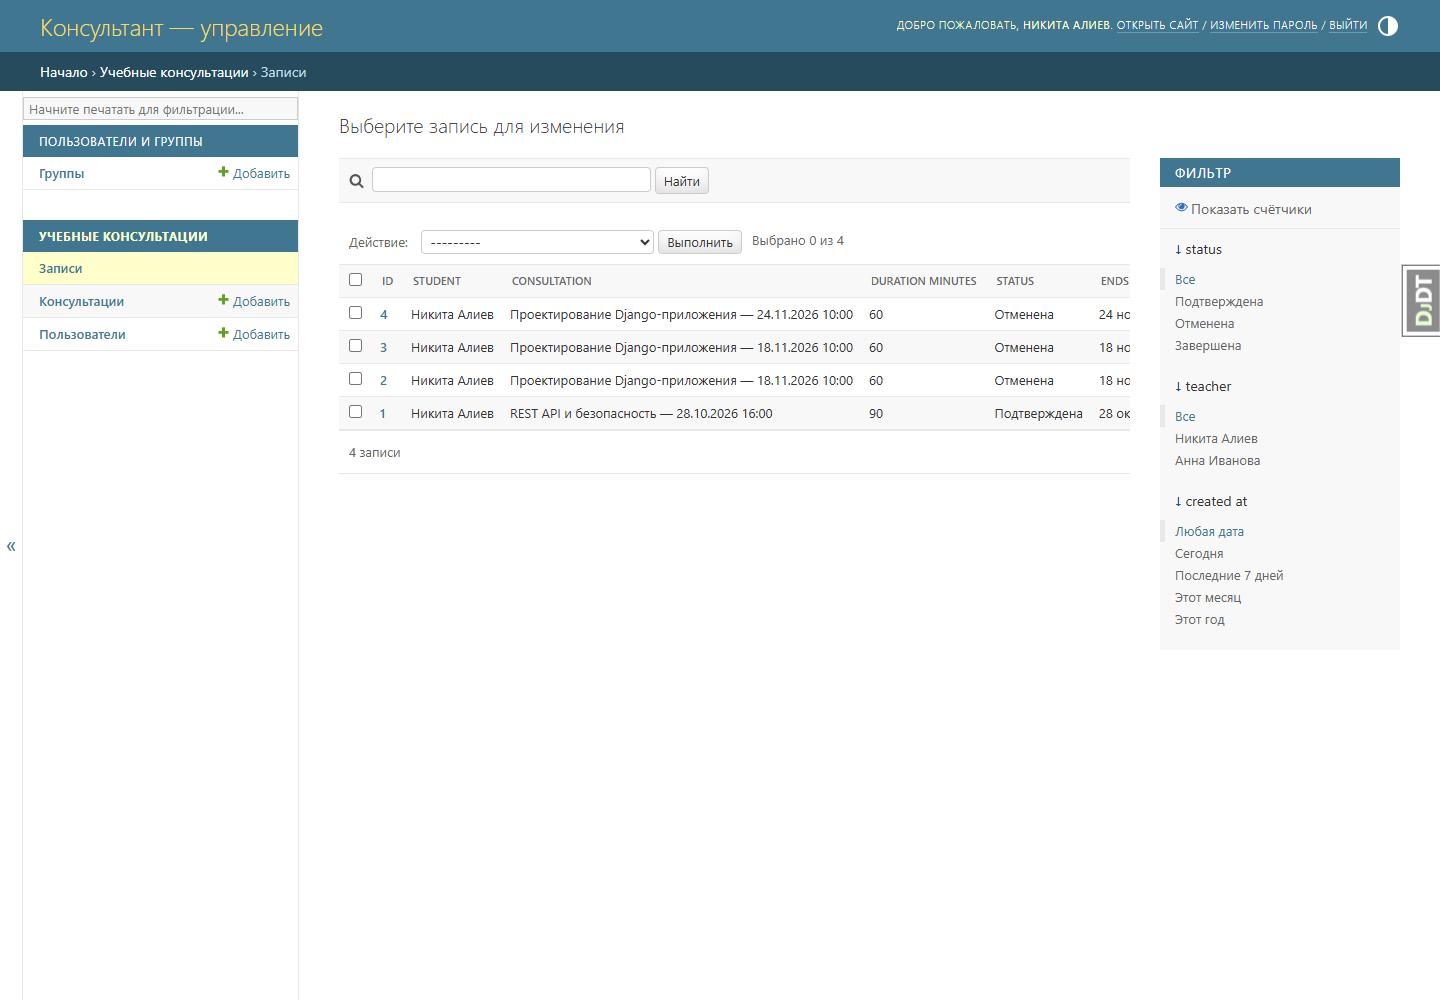 Консультант — управление
ДОБРО ПОЖАЛОВАТЬ, НИКИТА АЛИЕВ. ОТКРЫТЬ САЙТ / ИЗМЕНИТЬ ПАРОЛЬ / ВЫЙТИ
Начало › Учебные консультации › Записи
Начните печатать для фильтрации...
ПОЛЬЗОВАТЕЛИ И ГРУППЫ
Группы Добавить
УЧЕБНЫЕ КОНСУЛЬТАЦИИ
Записи
Консультации Добавить
Пользователи Добавить
«
Выберите запись для изменения
Найти
Действие: --------- Выполнить Выбрано 0 из 4
ID STUDENT CONSULTATION DURATION MINUTES STATUS ENDS
4 Никита Алиев Проектирование Django-приложения — 24.11.2026 10:00 60 Отменена 24 но
3 Никита Алиев Проектирование Django-приложения — 18.11.2026 10:00 60 Отменена 18 но
2 Никита Алиев Проектирование Django-приложения — 18.11.2026 10:00 60 Отменена 18 но
1 Никита Алиев REST API и безопасность — 28.10.2026 16:00 90 Подтверждена 28 ок
4 записи
ФИЛЬТР
Показать счётчики
↓ status
Все
Подтверждена
Отменена
Завершена
↓ teacher
Все
Никита Алиев
Анна Иванова
↓ created at
Любая дата
Сегодня
Последние 7 дней
Этот месяц
Этот год
DJDT